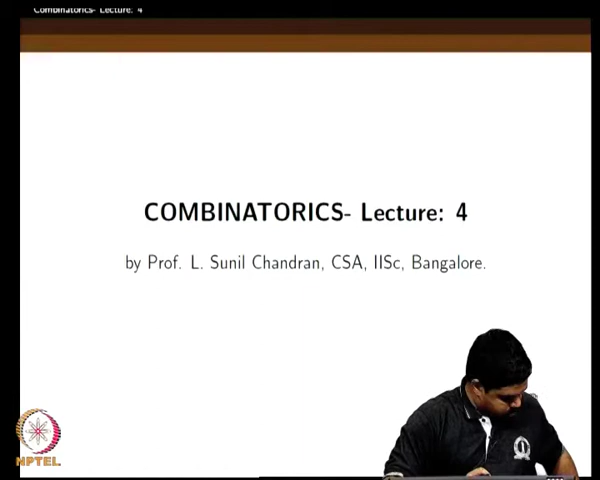 Combinatorics- Lecture: 4
COMBINATORICS- Lecture: 4
by Prof. L. Sunil Chandran, CSA, IISc, Bangalore.
NPTEL